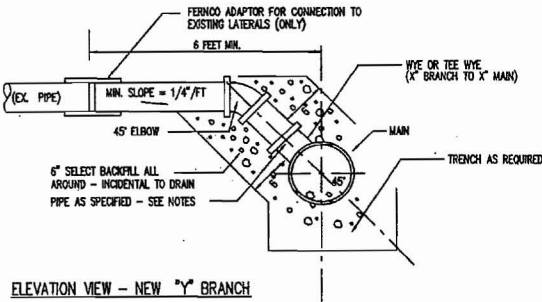 FERNCO ADAPTOR FOR CONNECTION TO
EXISTING LATERALS (ONLY)
6 FEET MIN.
WYE OR TEE WYE
(X" BRANCH TO X" MAIN)
(EX. PIPE)
MIN. SLOPE = 1/4"/FT
45° ELBOW
MAIN
TRENCH AS REQUIRED
6" SELECT BACKFILL ALL
AROUND - INCIDENTAL TO DRAIN
PIPE AS SPECIFIED - SEE NOTES
45°
ELEVATION VIEW - NEW "Y" BRANCH